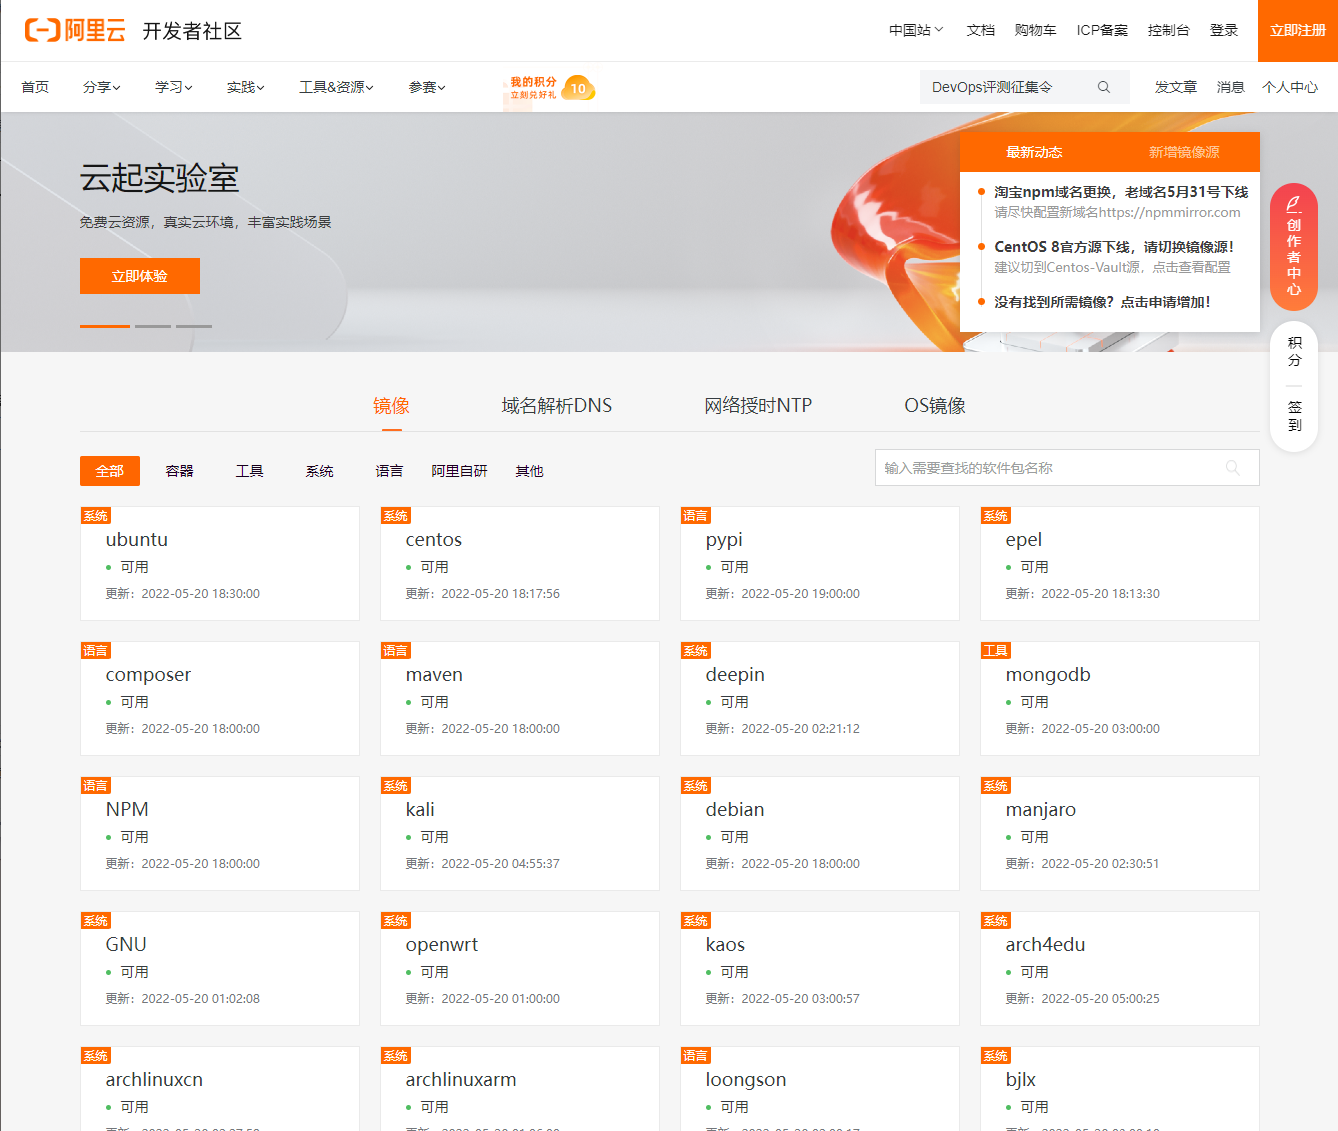 阿里云 开发者社区
中国站 文档 购物车 ICP备案 控制台 登录 立即注册
首页 分享 学习 实践 工具&资源 参赛
我的积分
立刻兑好礼
10
DevOps评测征集令
发文章 消息 个人中心
云起实验室
免费云资源，真实云环境，丰富实践场景
立即体验
最新动态 新增镜像源
淘宝npm域名更换，老域名5月31号下线
请尽快配置新域名https://npmmirror.com
CentOS 8官方源下线，请切换镜像源！
建议切到Centos-Vault源，点击查看配置
没有找到所需镜像？点击申请增加！
创作者中心
积分
签到
镜像 域名解析DNS 网络授时NTP OS镜像
全部 容器 工具 系统 语言 阿里自研 其他
输入需要查找的软件包名称
系统 系统 语言 系统
ubuntu centos pypi epel
可用 可用 可用 可用
更新：2022-05-20 18:30:00 更新：2022-05-20 18:17:56 更新：2022-05-20 19:00:00 更新：2022-05-20 18:13:30
语言 语言 系统 工具
composer maven deepin mongodb
可用 可用 可用 可用
更新：2022-05-20 18:00:00 更新：2022-05-20 18:00:00 更新：2022-05-20 02:21:12 更新：2022-05-20 03:00:00
语言 系统 系统 系统
NPM kali debian manjaro
可用 可用 可用 可用
更新：2022-05-20 18:00:00 更新：2022-05-20 04:55:37 更新：2022-05-20 18:00:00 更新：2022-05-20 02:30:51
系统 系统 系统 系统
GNU openwrt kaos arch4edu
可用 可用 可用 可用
更新：2022-05-20 01:02:08 更新：2022-05-20 01:00:00 更新：2022-05-20 03:00:57 更新：2022-05-20 05:00:25
系统 系统 语言 系统
archlinuxcn archlinuxarm loongson bjlx
可用 可用 可用 可用